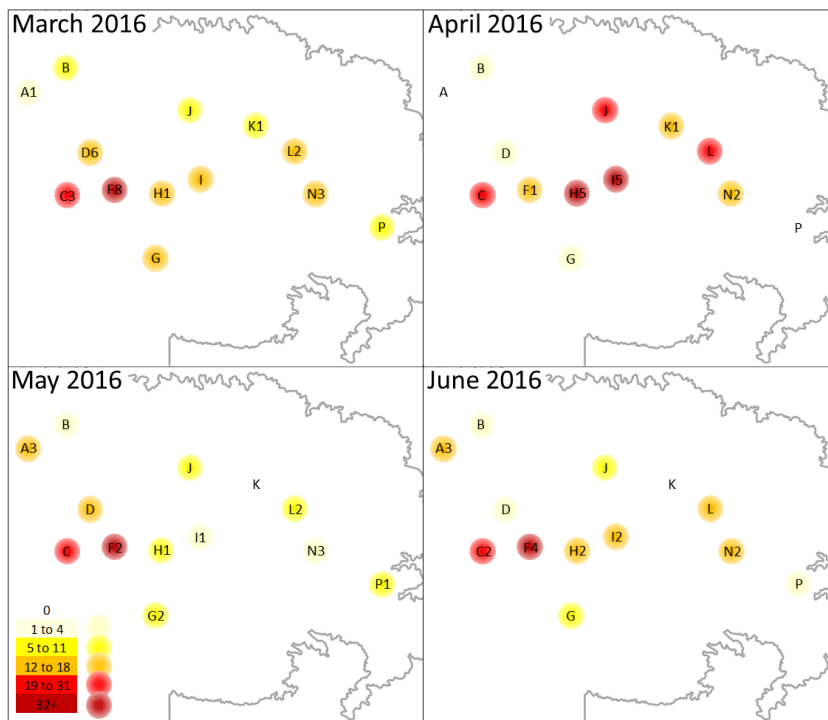 March 2016
B
A1
J
K1
D6
L2
I
C3
F8
H1
N3
P
G
April 2016
B
A
J
K1
D
L
I5
C
F1
H5
N2
P
G
May 2016
B
A3
J
K
D
L2
I1
C
F2
H1
N3
P1
G2
0
1 to 4
5 to 11
12 to 18
19 to 31
32+
June 2016
B
A3
J
K
D
L
I2
C2
F4
H2
N2
P
G